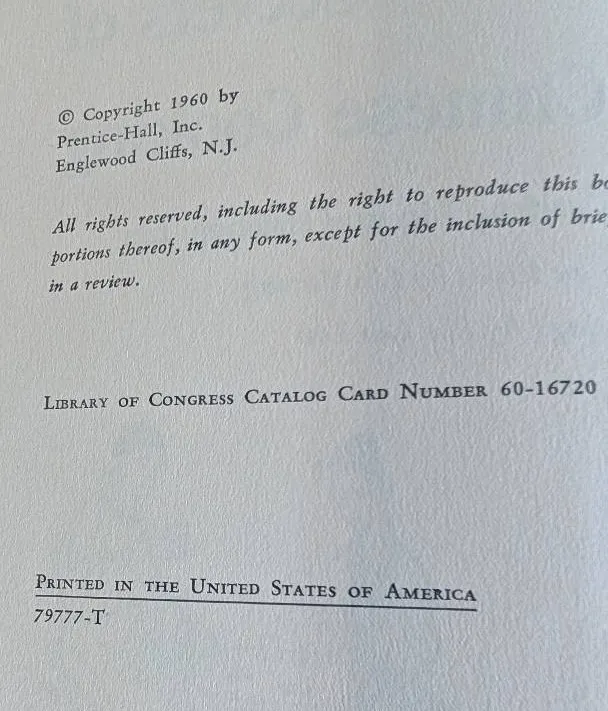 © Copyright 1960 by
Prentice-Hall, Inc.
Englewood Cliffs, N.J.
All rights reserved, including the right to reproduce this
portions thereof, in any form, except for the inclusion of
in a review.
LIBRARY OF CONGRESS CATALOG CARD NUMBER 60-16720
PRINTED IN THE UNITED STATES OF AMERICA
79777-T